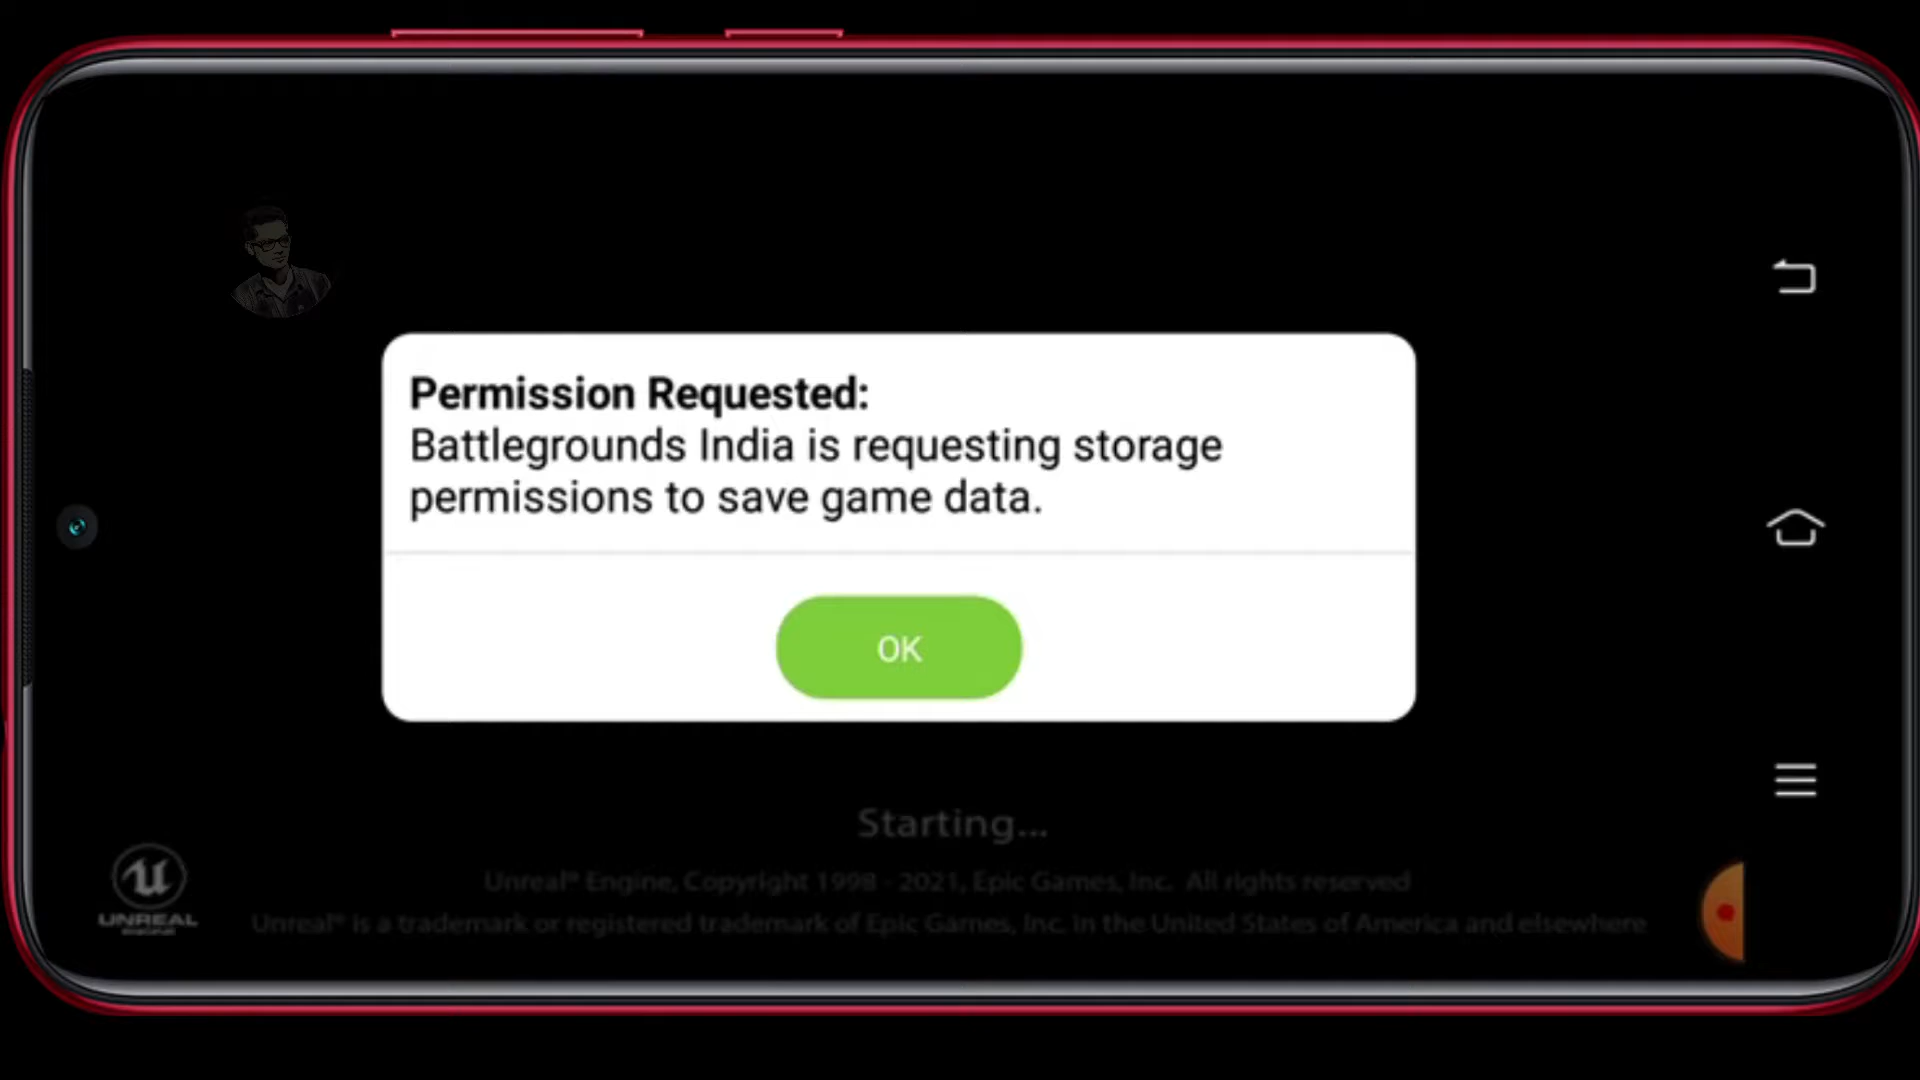 Permission Requested:
Battlegrounds India is requesting storage
permissions to save game data.
OK
Starting...
Unreal® Engine, Copyright 1998 - 2021, Epic Games, Inc. All rights reserved
Unreal® is a trademark or registered trademark of Epic Games, Inc. in the United States of America and elsewhere
UNREAL